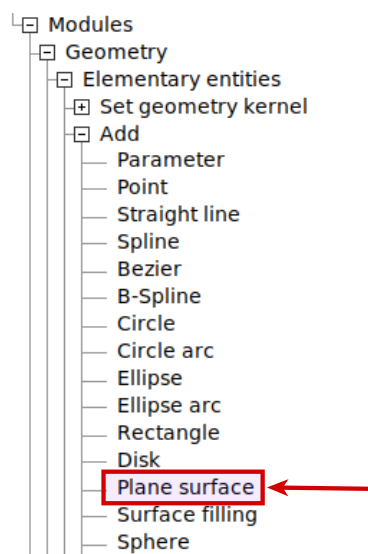 Modules
Geometry
Elementary entities
Set geometry kernel
Add
Parameter
Point
Straight line
Spline
Bezier
B-Spline
Circle
Circle arc
Ellipse
Ellipse arc
Rectangle
Disk
Plane surface
Surface filling
Sphere